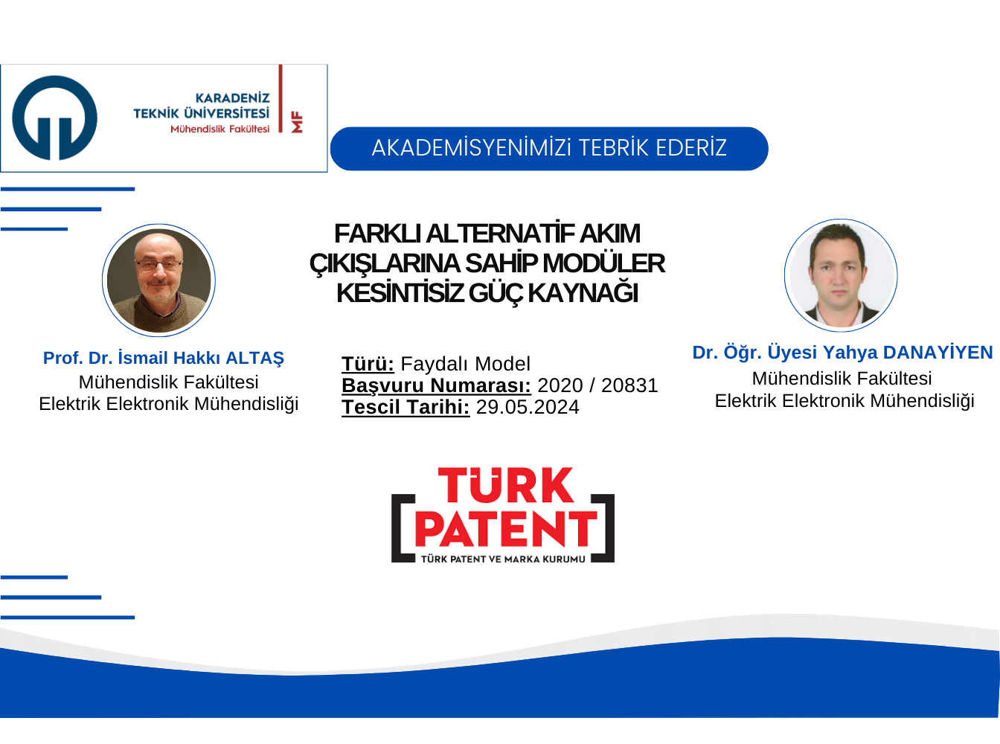 KARADENİZ
TEKNİK ÜNİVERSİTESİ
Mühendislik Fakültesi
MF
AKADEMİSYENİMİZi TEBRİK EDERİZ
FARKLI ALTERNATİF AKIM
ÇIKIŞLARINA SAHİP MODÜLER
KESİNTİSİZ GÜÇ KAYNAĞI
Prof. Dr. İsmail Hakkı ALTAŞ
Mühendislik Fakültesi
Elektrik Elektronik Mühendisliği
Türü: Faydalı Model
Başvuru Numarası: 2020 / 20831
Tescil Tarihi: 29.05.2024
Dr. Öğr. Üyesi Yahya DANAYİYEN
Mühendislik Fakültesi
Elektrik Elektronik Mühendisliği
TÜRK
PATENT
TÜRK PATENT VE MARKA KURUMU